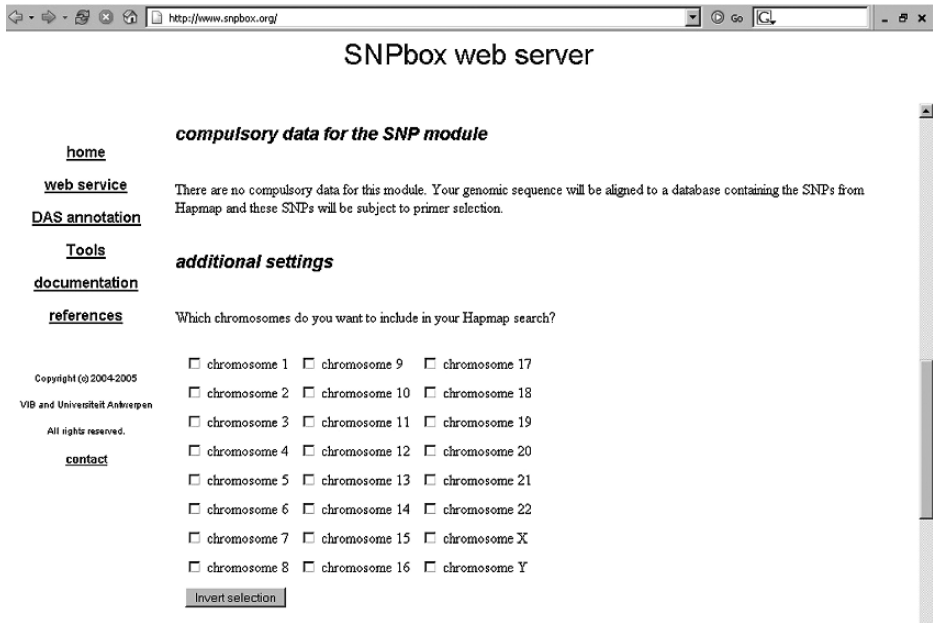 http://www.snpbox.org/
Go
G
SNPbox web server
home
web service
DAS annotation
Tools
documentation
references
Copyright (c) 2004-2005
VIB and Universiteit Antwerpen
All rights reserved.
contact
compulsory data for the SNP module
There are no compulsory data for this module. Your genomic sequence will be aligned to a database containing the SNPs from
Hapmap and these SNPs will be subject to primer selection.
additional settings
Which chromosomes do you want to include in your Hapmap search?
chromosome 1 chromosome 9 chromosome 17
chromosome 2 chromosome 10 chromosome 18
chromosome 3 chromosome 11 chromosome 19
chromosome 4 chromosome 12 chromosome 20
chromosome 5 chromosome 13 chromosome 21
chromosome 6 chromosome 14 chromosome 22
chromosome 7 chromosome 15 chromosome X
chromosome 8 chromosome 16 chromosome Y
Invert selection